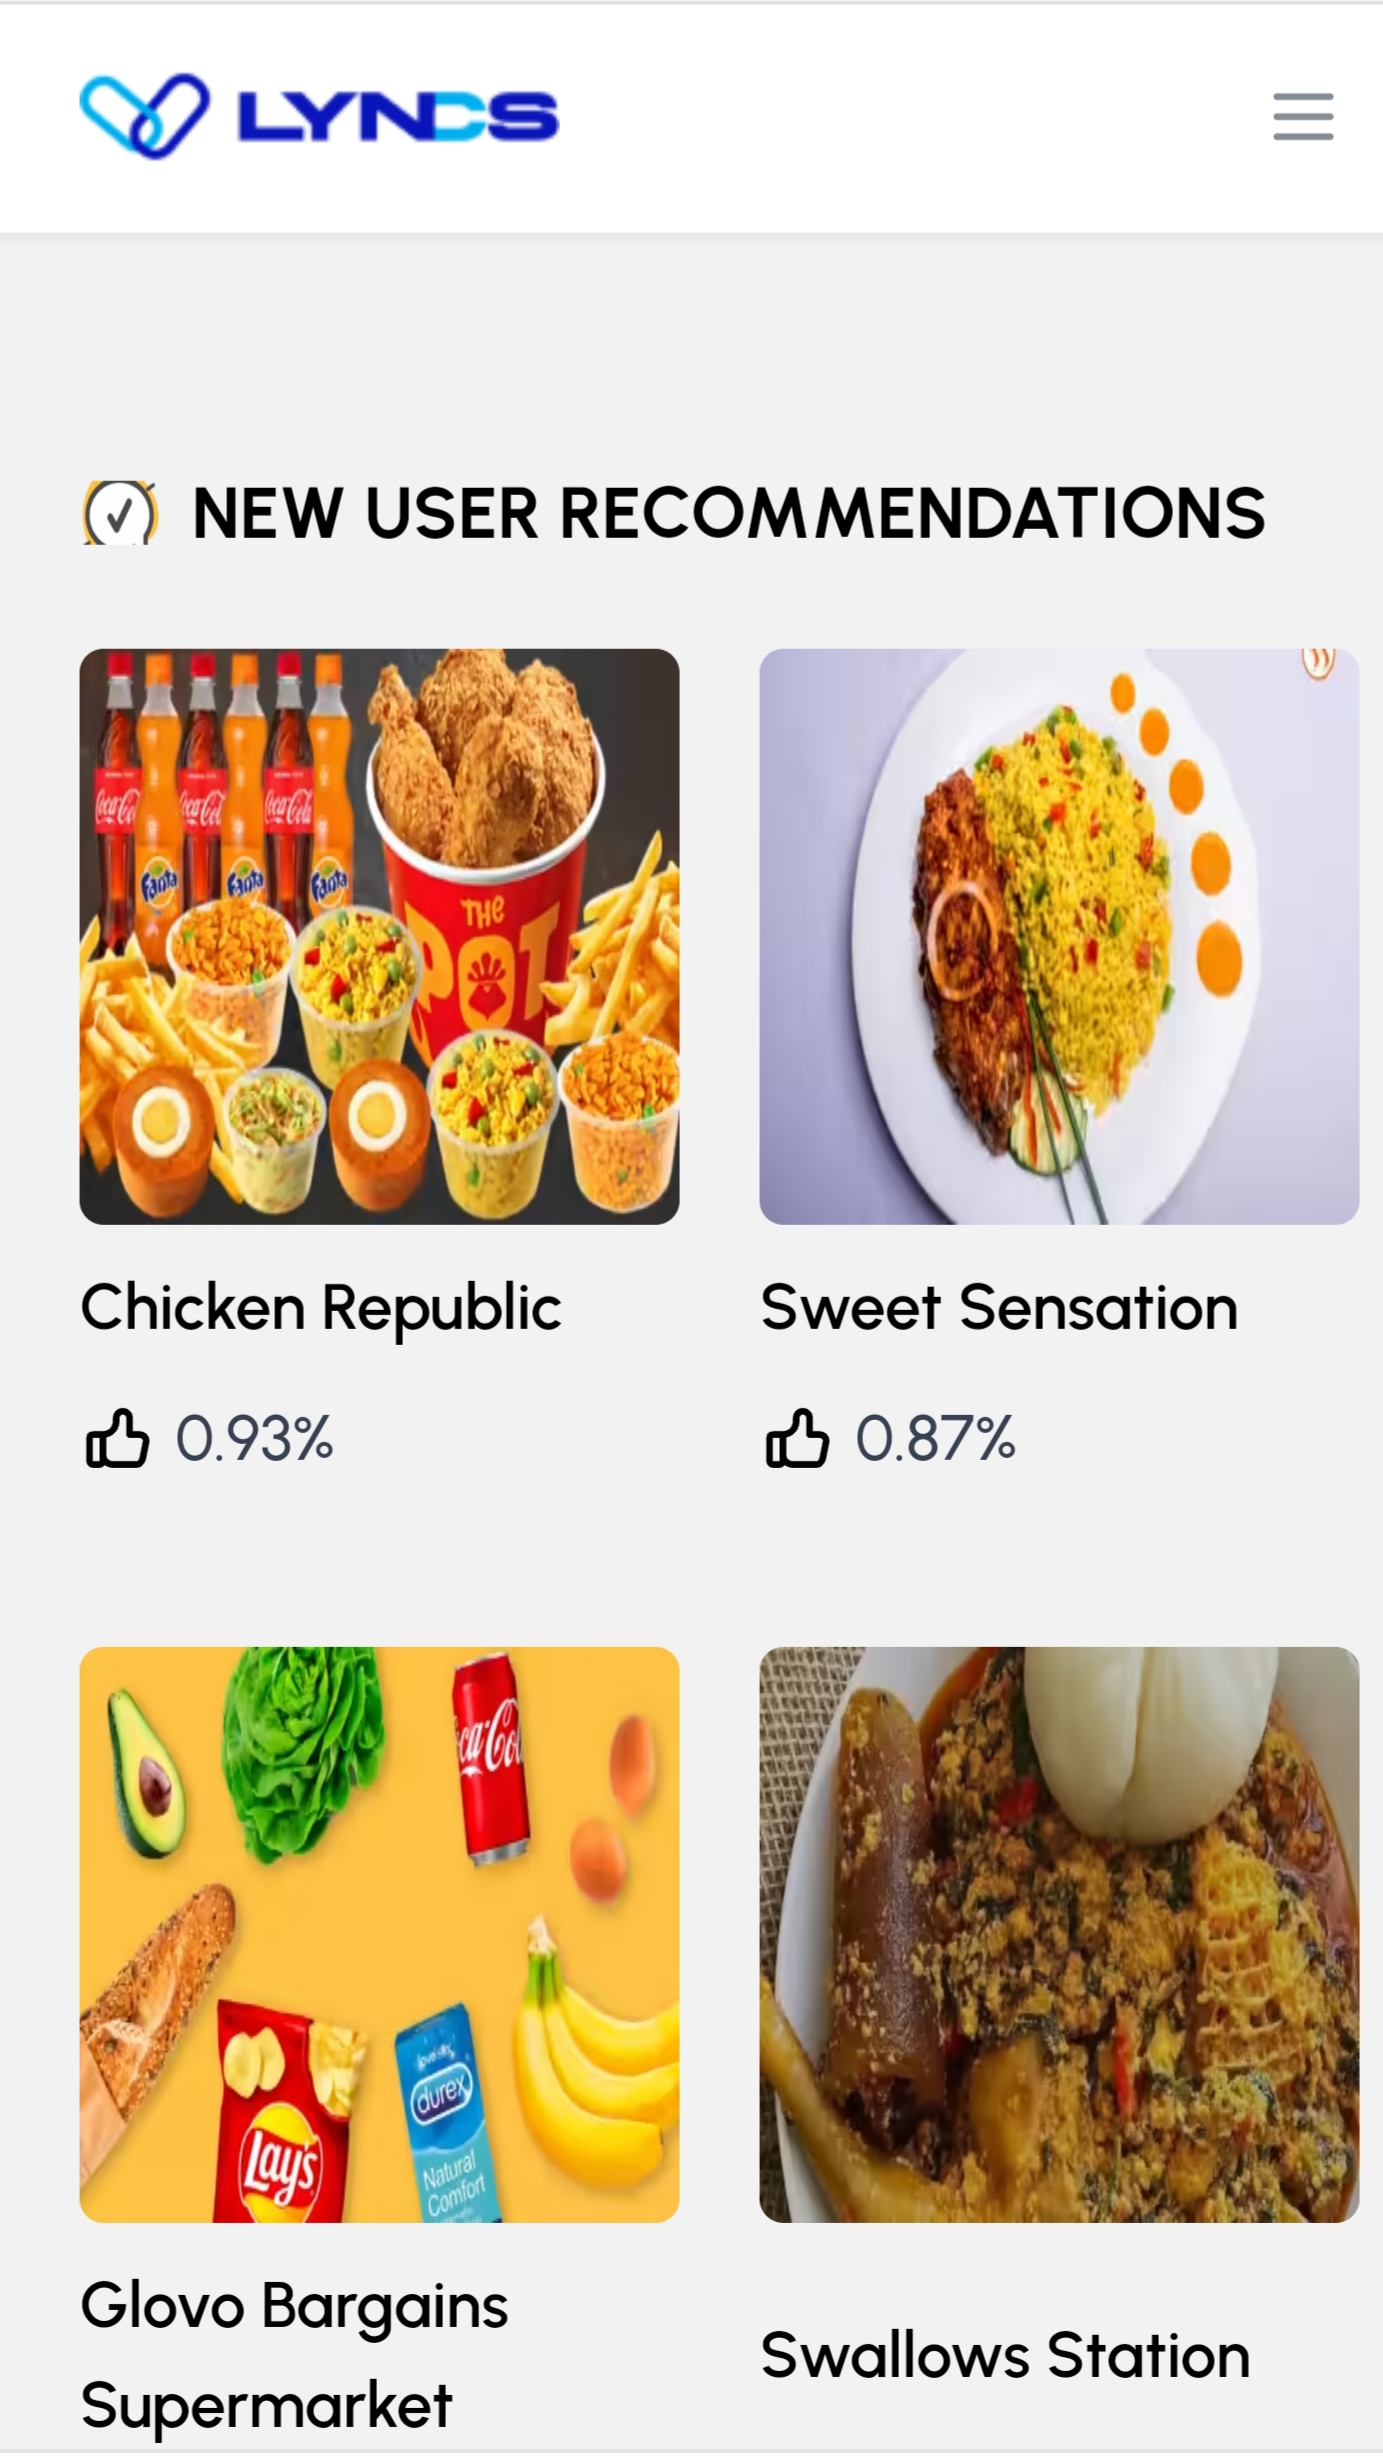 LYNCS
NEW USER RECOMMENDATIONS
Coca-Cola
Coca-Cola
Coca-Cola
Fanta
Fanta
Fanta
THE
POT
Chicken Republic
Sweet Sensation
0.93%
0.87%
Coca-Cola
Lay's
durex
Natural
Comfort
Glovo Bargains
Supermarket
Swallows Station